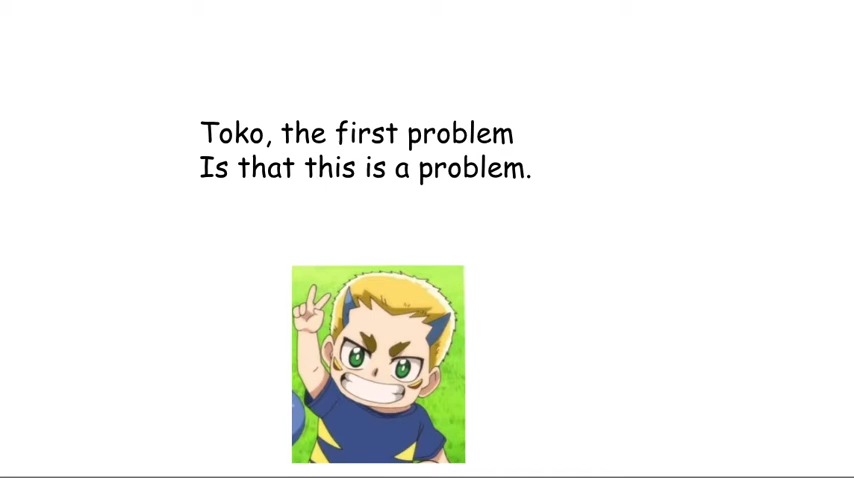 Toko, the first problem
Is that this is a problem.